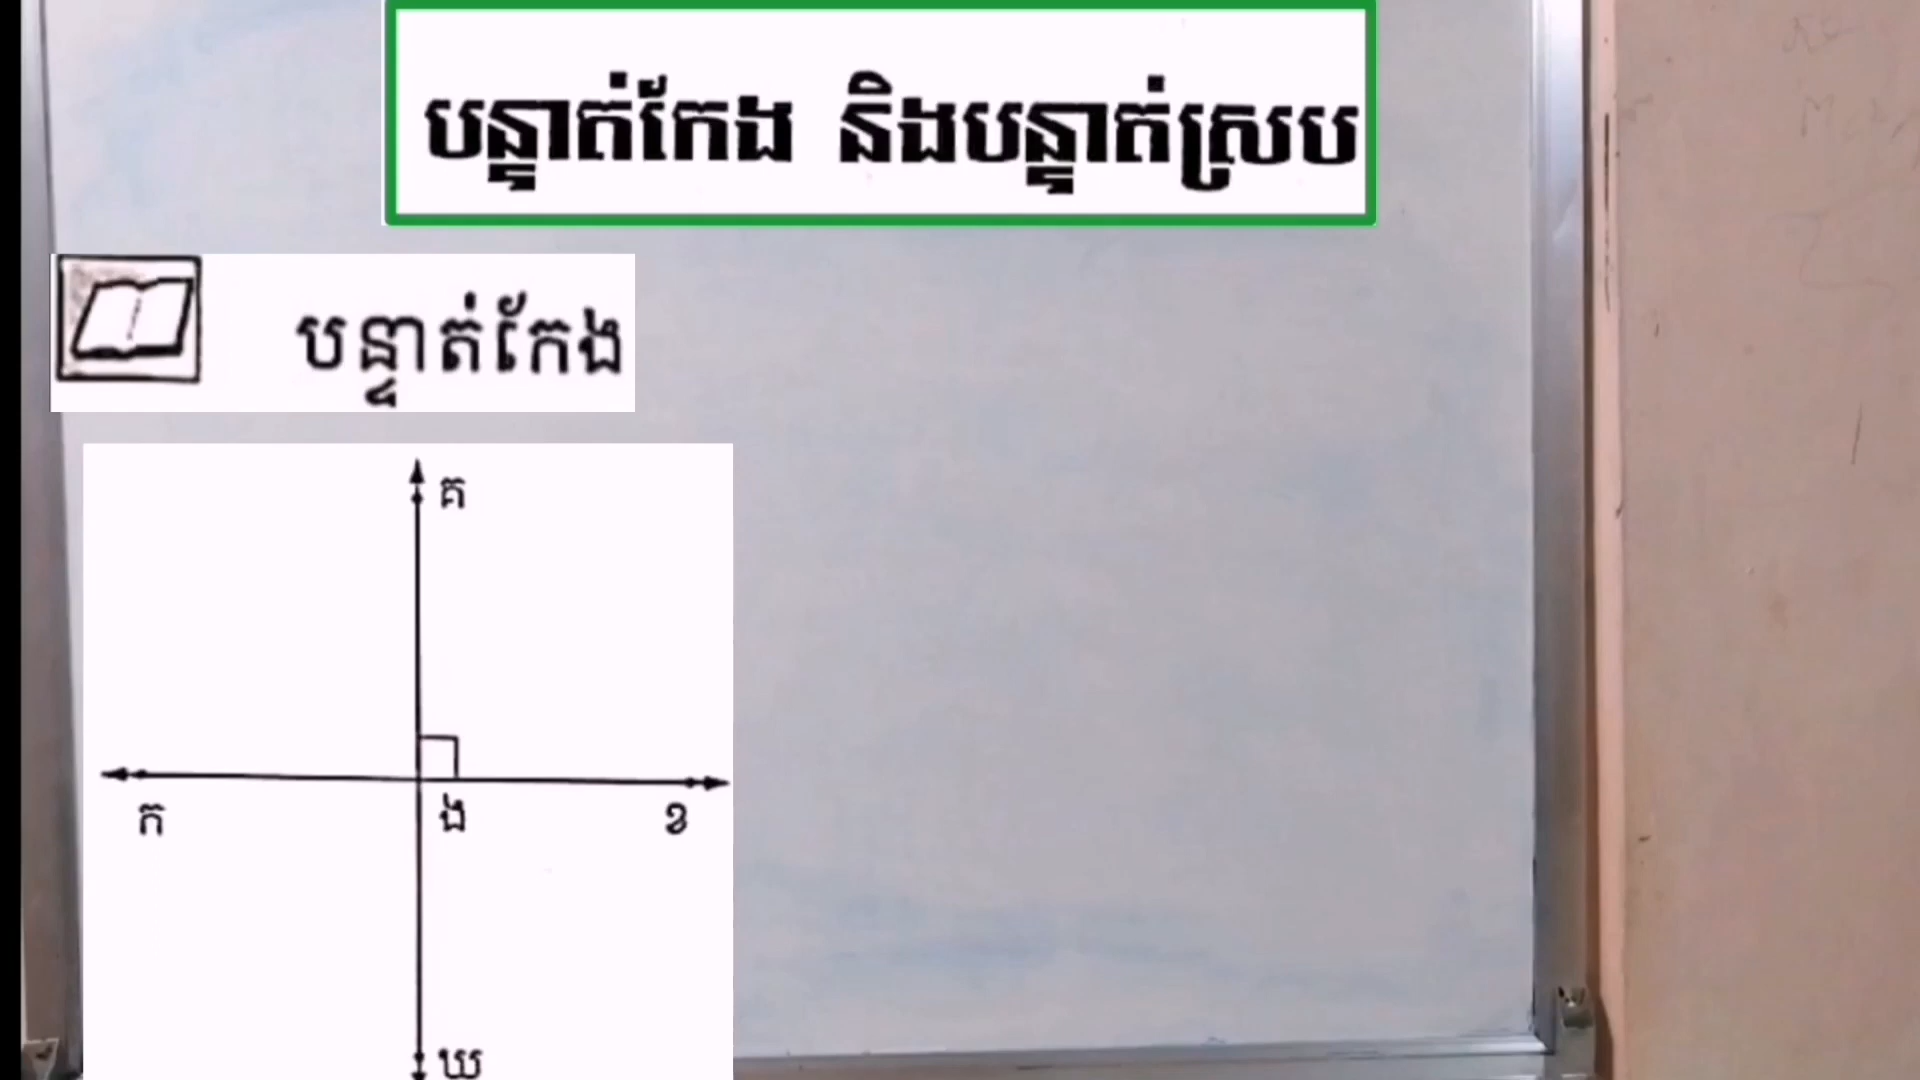 បន្ទាត់កែង និងបន្ទាត់ស្រប
បន្ទាត់កែង
គ
ក
ង
ខ
ឃ